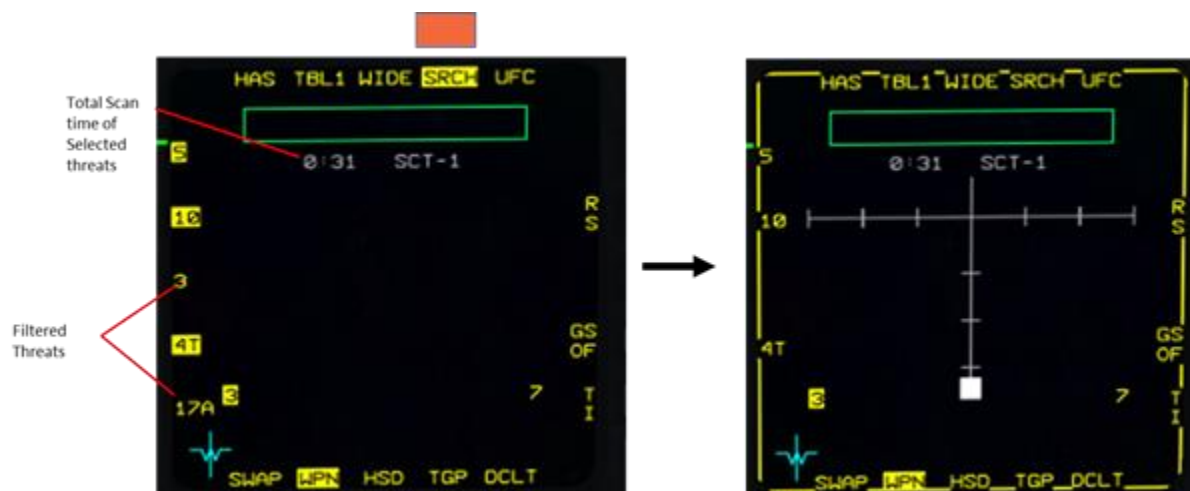 HAS TBL1 WIDE SRCH UFC
Total Scan
time of
Selected
threats
5
0:31 SCT-1
10
R
S
3
Filtered
Threats
4T
GS
OF
17A
3
7
T
I
SWAP WPN HSD TGP DCLT
HAS TBL1 WIDE SRCH UFC
5
0:31 SCT-1
10
R
S
4T
GS
OF
3
7
T
I
SWAP WPN HSD TGP DCLT